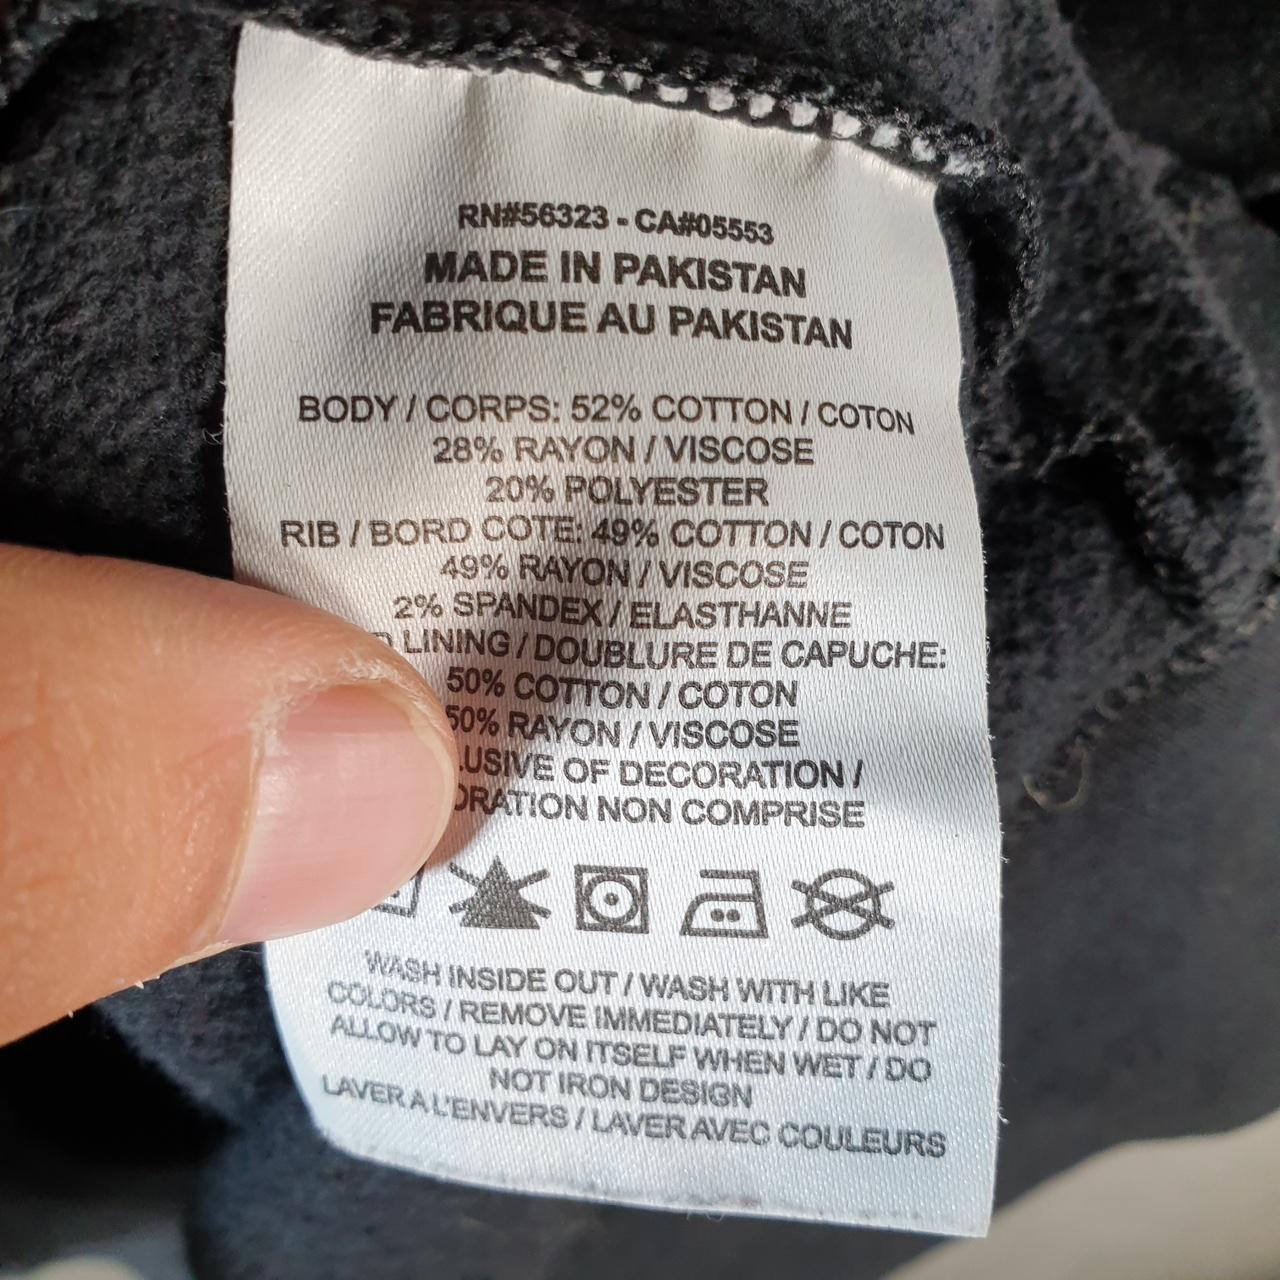 RN#56323 - CA#05553
MADE IN PAKISTAN
FABRIQUE AU PAKISTAN
BODY / CORPS: 52% COTTON / COTON
28% RAYON / VISCOSE
20% POLYESTER
RIB / BORD COTE: 49% COTTON / COTON
49% RAYON / VISCOSE
2% SPANDEX / ELASTHANNE
LINING / DOUBLURE DE CAPUCHE:
50% COTTON / COTON
50% RAYON / VISCOSE
OF DECORATION /
NON COMPRISE
WASH INSIDE OUT / WASH WITH LIKE
COLORS / REMOVE IMMEDIATELY / DO NOT
ALLOW TO LAY ON ITSELF WHEN WET / DO
NOT IRON DESIGN
LAVER A L'ENVERS / LAVER AVEC COULEURS